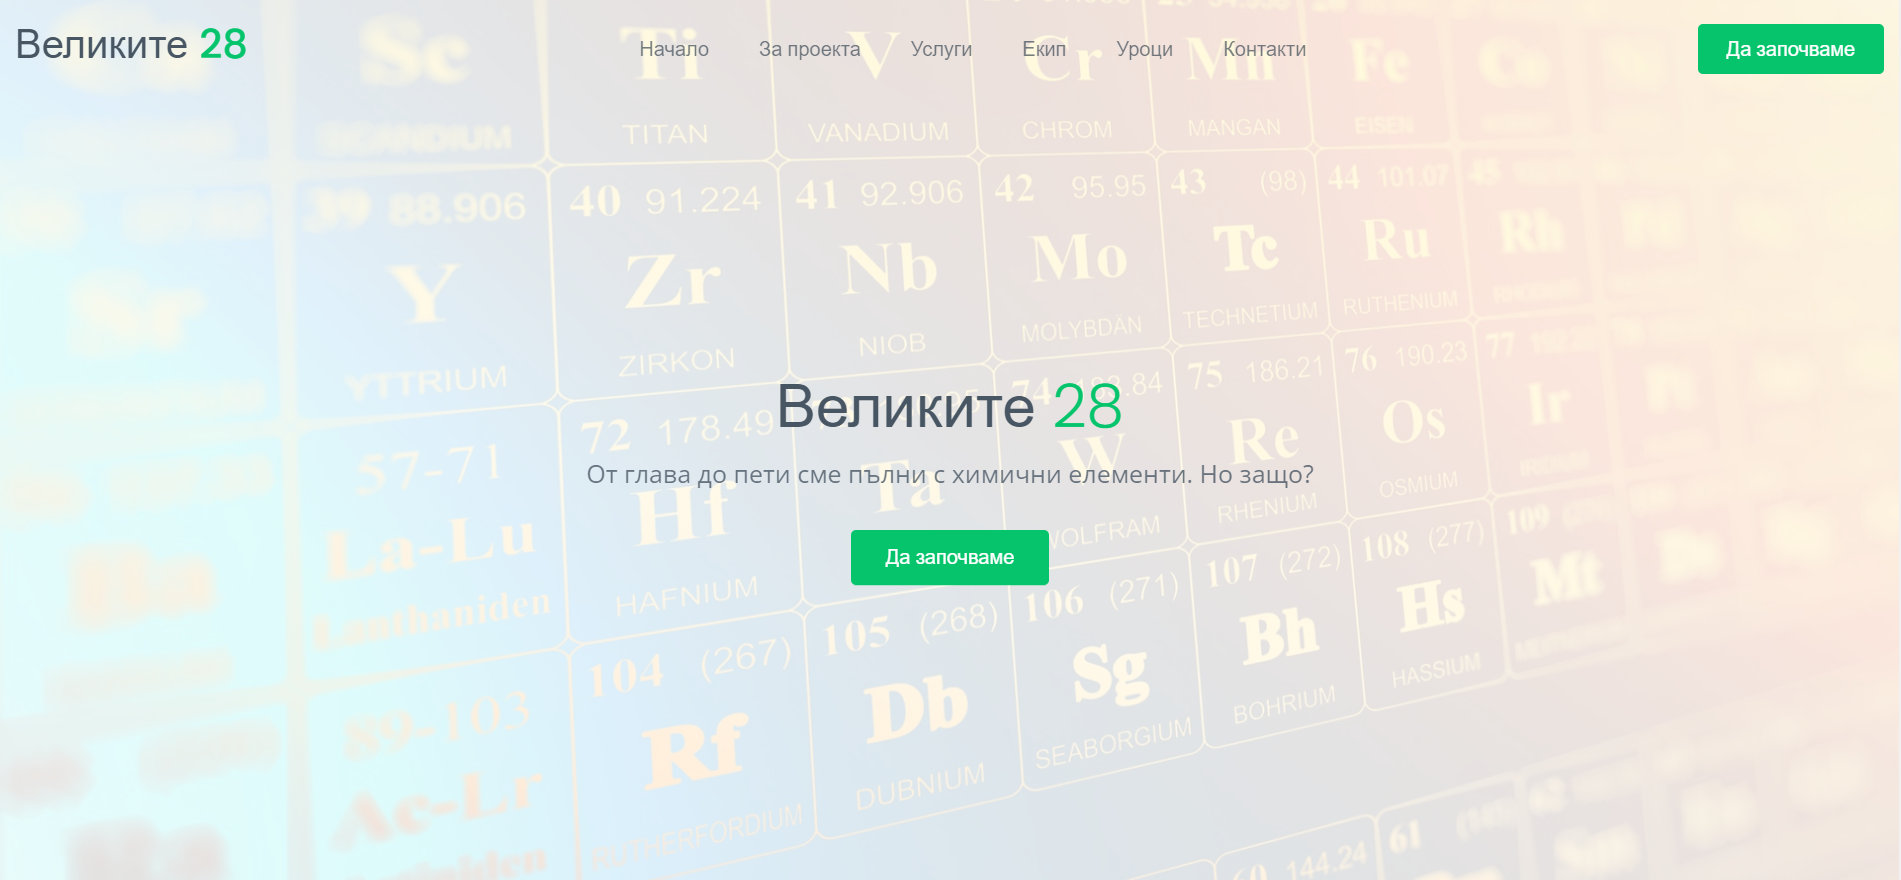 Великите 28
Начало За проекта Услуги Екип Уроци Контакти
Да започваме
Sc Ti V Cr Mn Fe Co
SCANDIUM TITAN VANADIUM CHROM MANGAN EISEN
39 88.906 40 91.224 41 92.906 42 95.95 43 (98) 44 101.07 45
Sr Y Zr Nb Mo Tc Ru Rh
YTTRIUM ZIRKON NIOB MOLYBDÄN TECHNETIUM RUTHENIUM RHODIUM
Великите 28
От глава до пети сме пълни с химични елементи. Но защо?
Да започваме
57-71 72 178.49 74 75 186.21 76 190.23 77
La-Lu Hf Ta W Re Os Ir
Lanthaniden HAFNIUM WOLFRAM RHENIUM OSMIUM IRIDIUM
89-103 104 (267) 105 (268) 106 (271) 107 (272) 108 (277) 109
Ac-Lr Rf Db Sg Bh Hs Mt
RUTHERFORDIUM DUBNIUM SEABORGIUM BOHRIUM HASSIUM
60 144.24 61 62